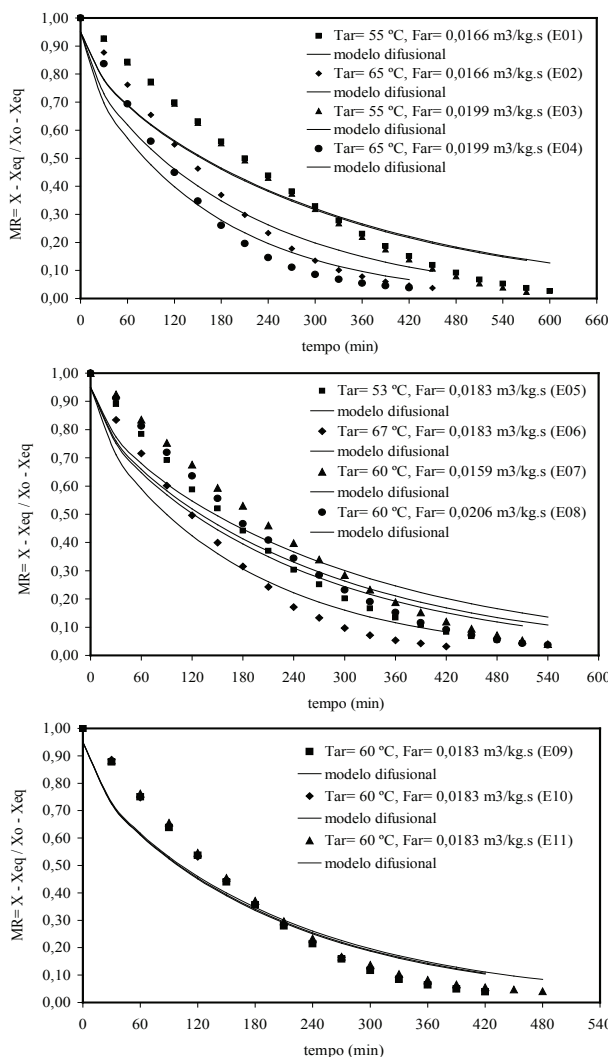 MR= X - Xeq / Xo - Xeq
1,00
0,90
0,80
0,70
0,60
0,50
0,40
0,30
0,20
0,10
0,00
Tar= 55 ºC, Far= 0,0166 m3/kg.s (E01)
modelo difusional
Tar= 65 ºC, Far= 0,0166 m3/kg.s (E02)
modelo difusional
Tar= 55 ºC, Far= 0,0199 m3/kg.s (E03)
modelo difusional
Tar= 65 ºC, Far= 0,0199 m3/kg.s (E04)
modelo difusional
0 60 120 180 240 300 360 420 480 540 600 660
tempo (min)
MR= X - Xeq / Xo - Xeq
1,00
0,90
0,80
0,70
0,60
0,50
0,40
0,30
0,20
0,10
0,00
Tar= 53 ºC, Far= 0,0183 m3/kg.s (E05)
modelo difusional
Tar= 67 ºC, Far= 0,0183 m3/kg.s (E06)
modelo difusional
Tar= 60 ºC, Far= 0,0159 m3/kg.s (E07)
modelo difusional
Tar= 60 ºC, Far= 0,0206 m3/kg.s (E08)
modelo difusional
0 60 120 180 240 300 360 420 480 540 600
tempo (min)
MR= X - Xeq / Xo - Xeq
1,00
0,90
0,80
0,70
0,60
0,50
0,40
0,30
0,20
0,10
0,00
Tar= 60 ºC, Far= 0,0183 m3/kg.s (E09)
modelo difusional
Tar= 60 ºC, Far= 0,0183 m3/kg.s (E10)
modelo difusional
Tar= 60 ºC, Far= 0,0183 m3/kg.s (E11)
modelo difusional
0 60 120 180 240 300 360 420 480 540
tempo (min)